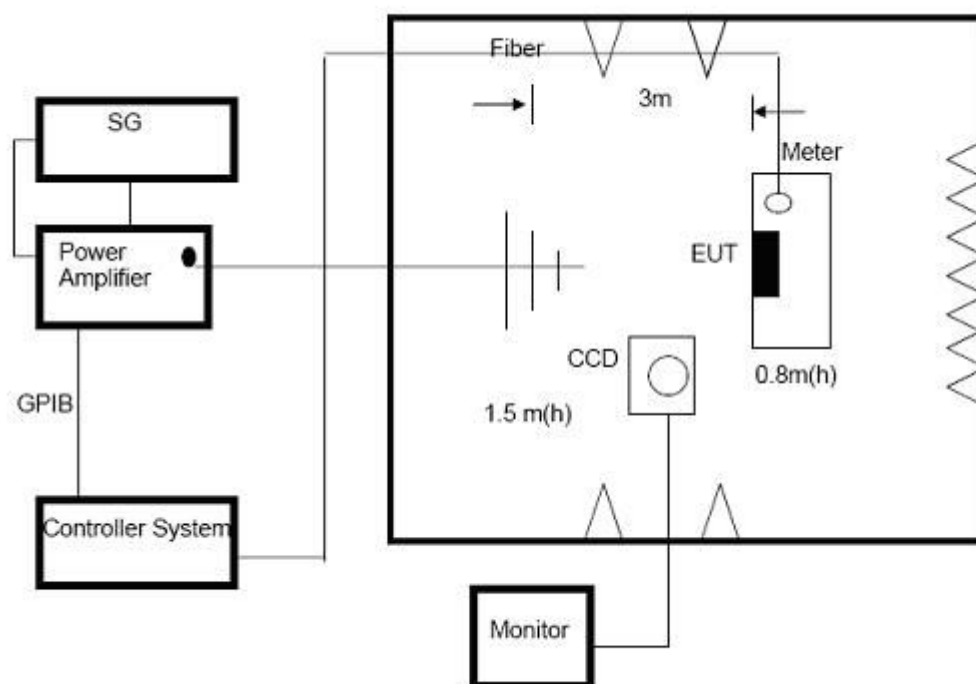 Fiber
3m
SG
Meter
Power
Amplifier
EUT
CCD
0.8m(h)
GPIB
1.5 m(h)
Controller System
Monitor